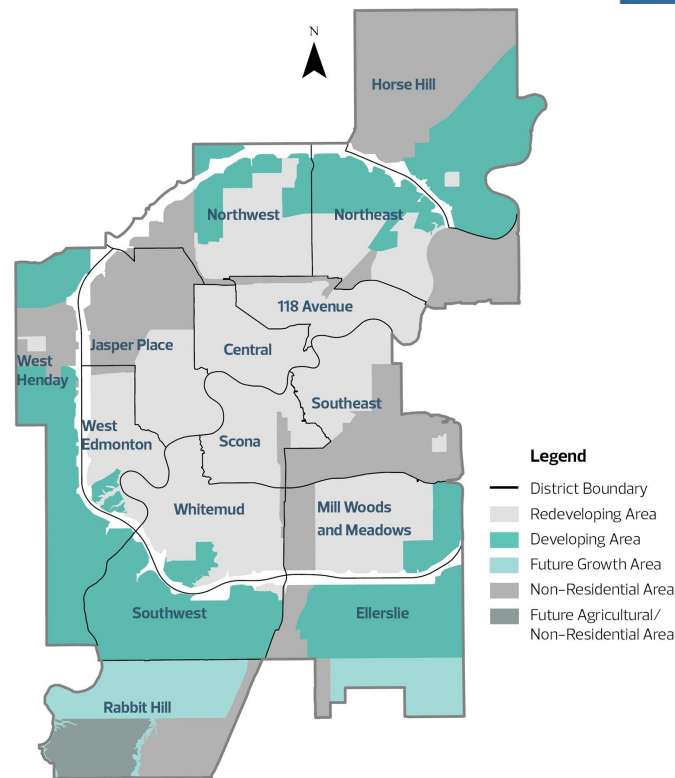 N
Horse Hill
Northwest
Northeast
118 Avenue
Jasper Place
Central
West
Henday
Southeast
West
Edmonton
Scona
Whitemud
Mill Woods
and Meadows
Southwest
Ellerslie
Rabbit Hill
Legend
District Boundary
Redeveloping Area
Developing Area
Future Growth Area
Non-Residential Area
Future Agricultural/
Non-Residential Area